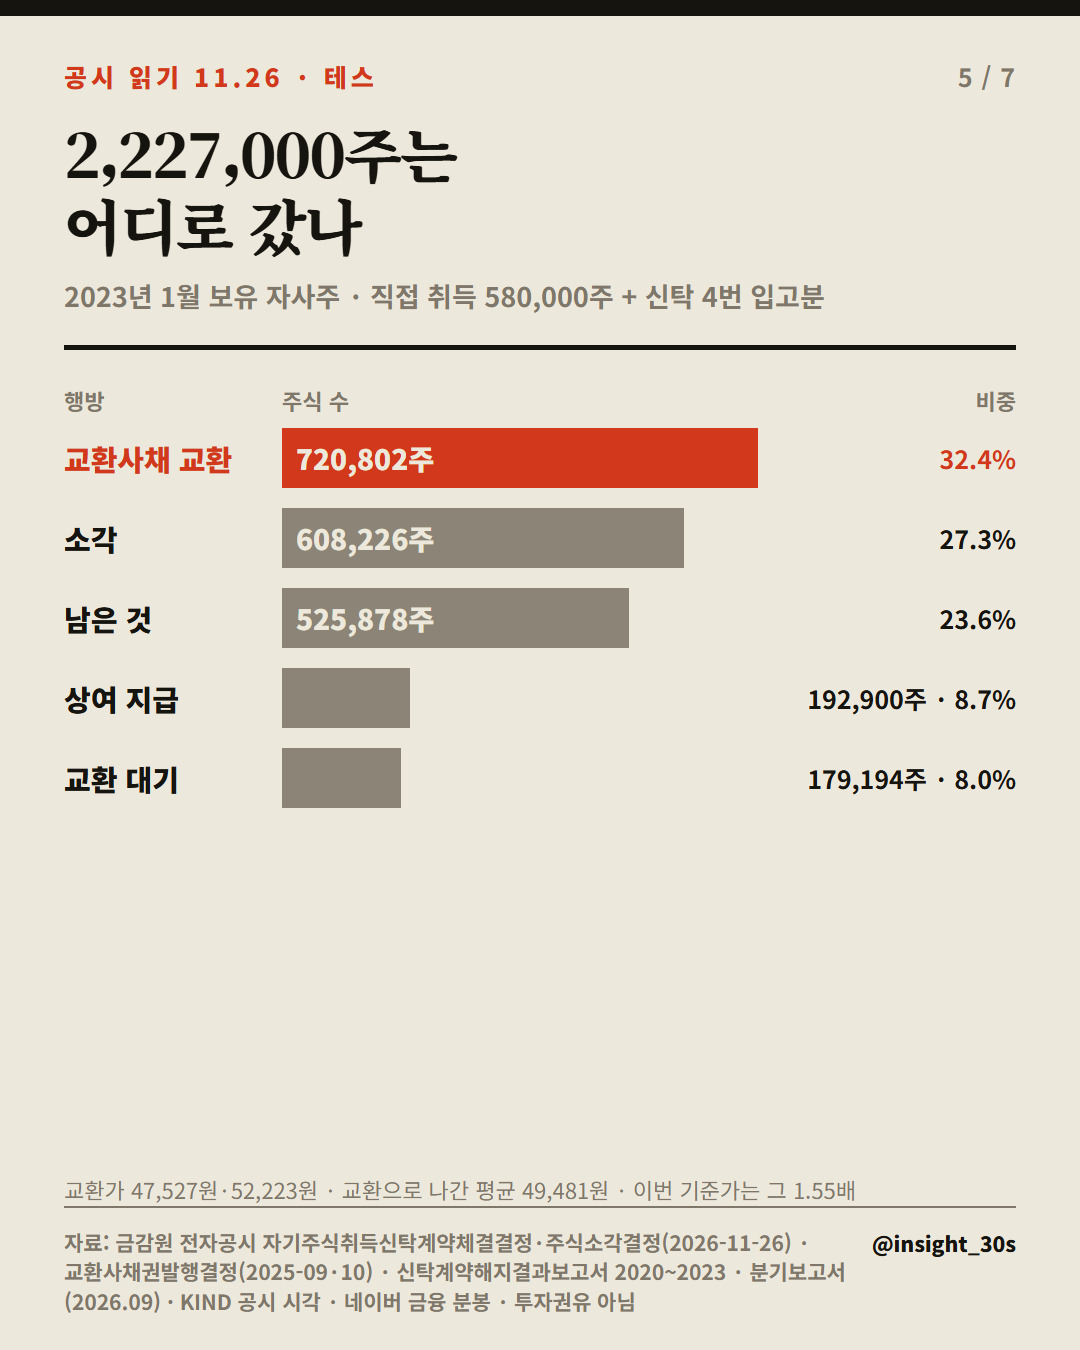 공시 읽기 11.26 · 테스
5 / 7
2,227,000주는
어디로 갔나
2023년 1월 보유 자사주 · 직접 취득 580,000주 + 신탁 4번 입고분
행방 주식 수 비중
교환사채 교환 720,802주 32.4%
소각 608,226주 27.3%
남은 것 525,878주 23.6%
상여 지급 192,900주 · 8.7%
교환 대기 179,194주 · 8.0%
교환가 47,527원·52,223원 · 교환으로 나간 평균 49,481원 · 이번 기준가는 그 1.55배
자료: 금감원 전자공시 자기주식취득신탁계약체결결정·주식소각결정(2026-11-26) ·
교환사채권발행결정(2025-09·10) · 신탁계약해지결과보고서 2020~2023 · 분기보고서
(2026.09) · KIND 공시 시각 · 네이버 금융 분봉 · 투자권유 아님
@insight_30s